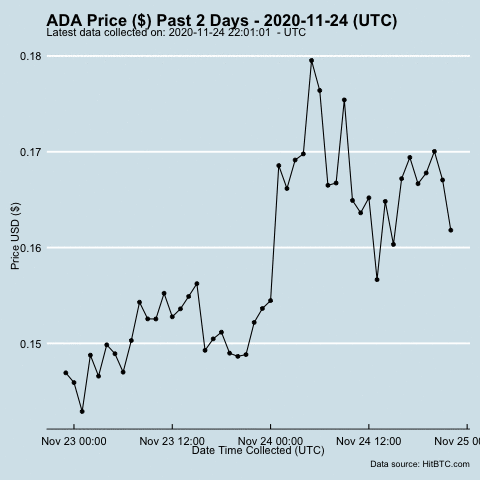 ADA Price ($) Past 2 Days - 2020-11-24 (UTC)
Latest data collected on: 2020-11-24 22:01:01 - UTC
0.18
0.17
0.16
0.15
Price USD ($)
Nov 23 00:00 Nov 23 12:00 Nov 24 00:00 Nov 24 12:00 Nov 25 0
Date Time Collected (UTC)
Data source: HitBTC.com